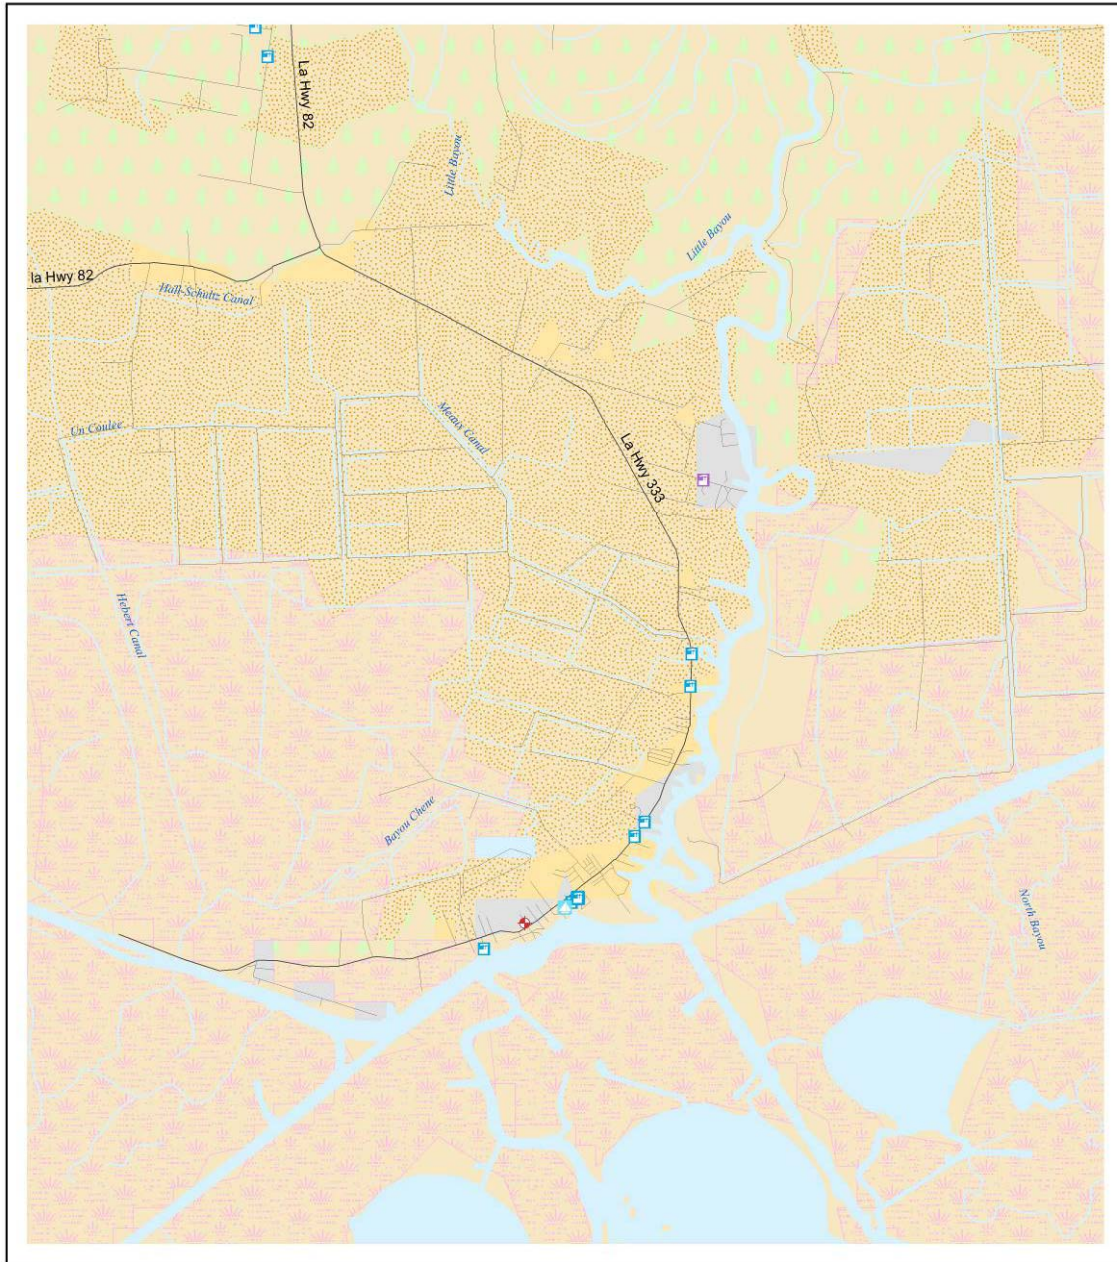 La Hwy 82
Little Bayou
Little Bayou
la Hwy 82
Hall-Schultz Canal
Meaux Canal
Un Coulee
La Hwy 333
Hebert Canal
Bayou Chene
North Bayou